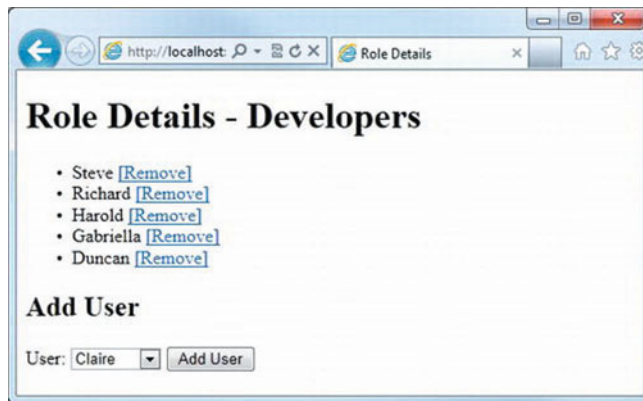 http://localhost:
Role Details
Role Details - Developers
• Steve [Remove]
• Richard [Remove]
• Harold [Remove]
• Gabriella [Remove]
• Duncan [Remove]
Add User
User: Claire Add User